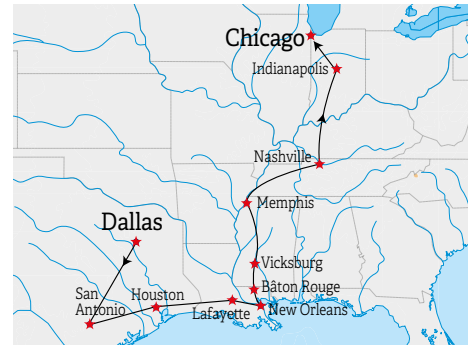 Chicago
Indianapolis
Nashville
Memphis
Dallas
Vicksburg
San
Antonio
Houston
Bâton Rouge
Lafayette
New Orleans